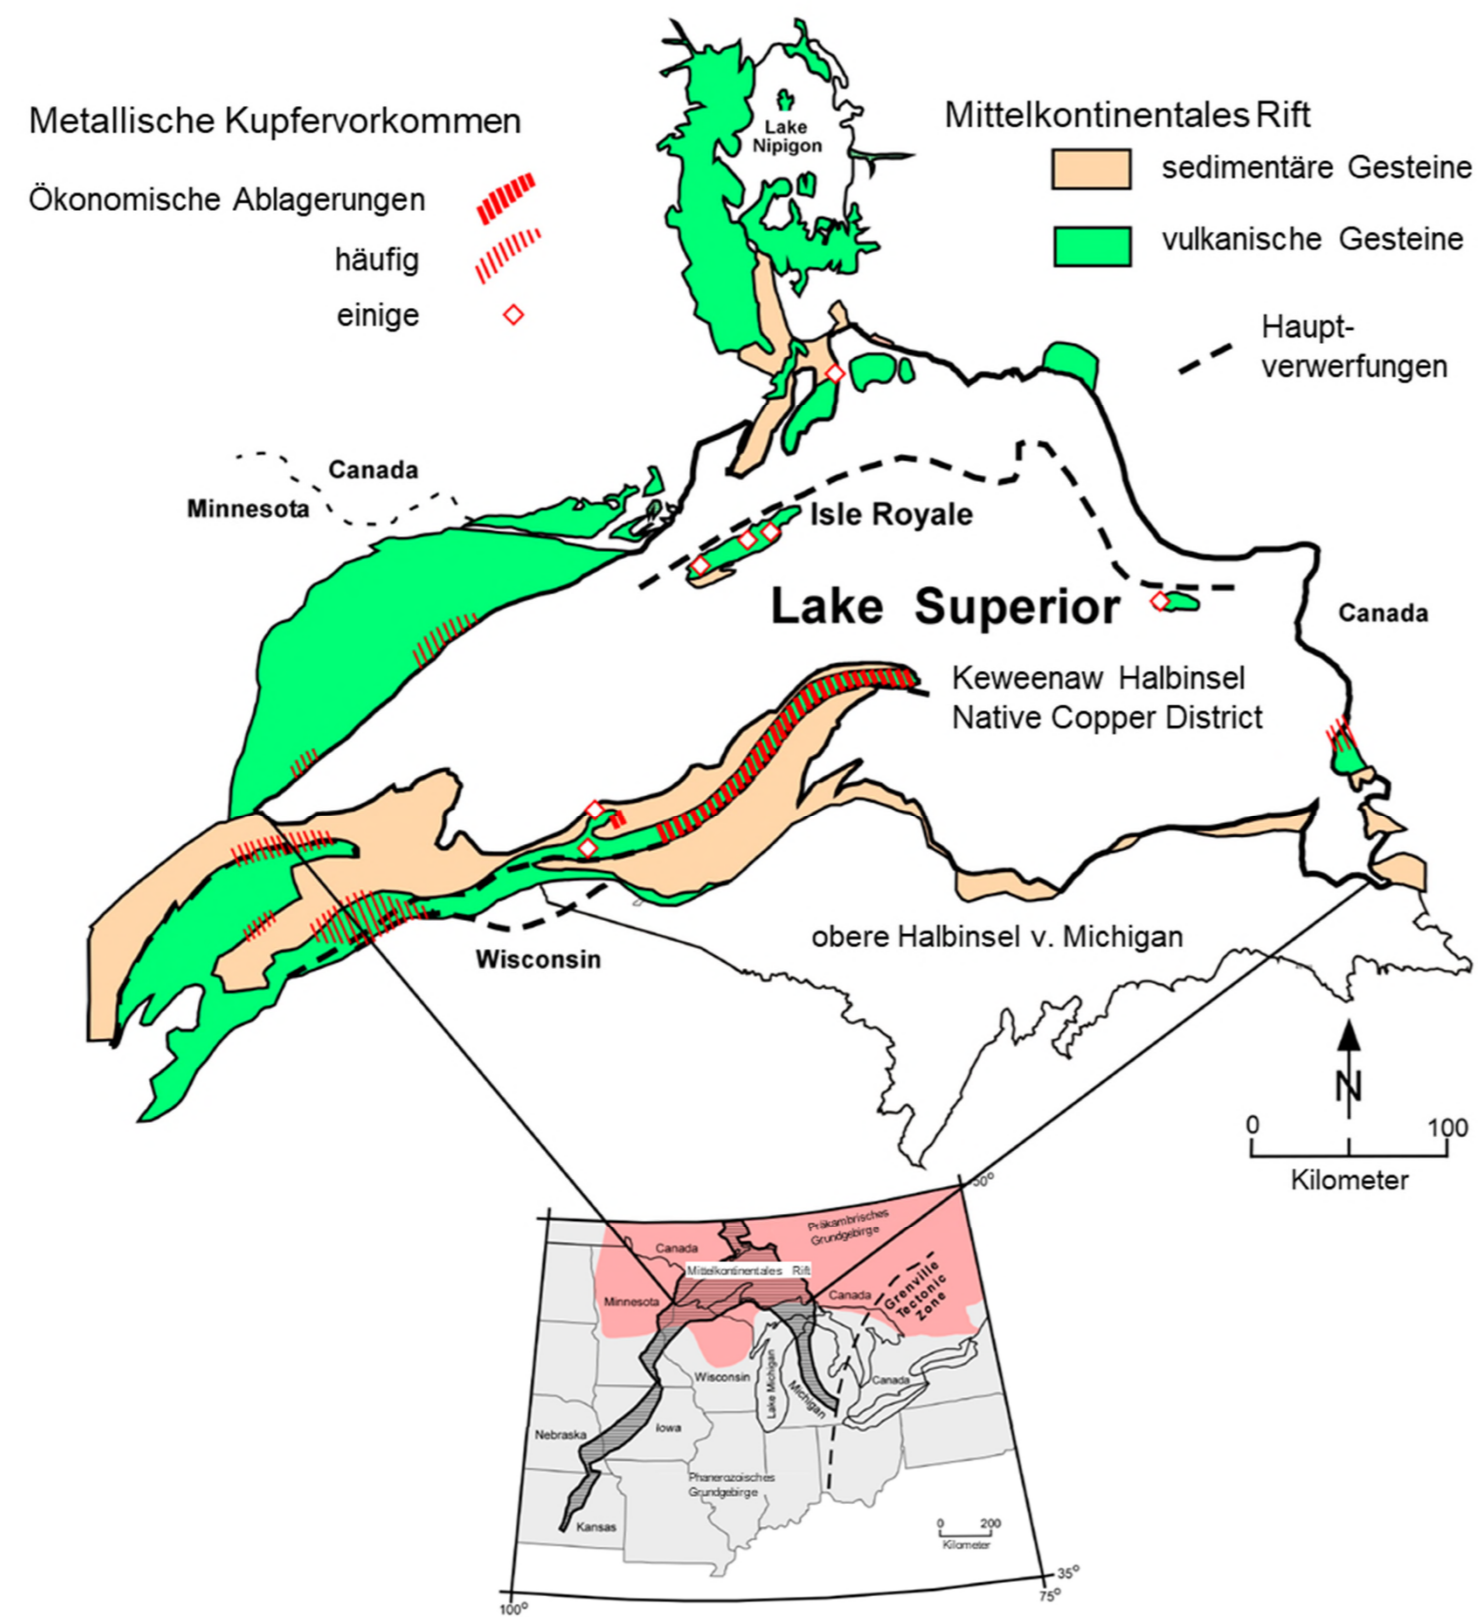 Metallische Kupfervorkommen
Ökonomische Ablagerungen
häufig
einige
Mittelkontinentales Rift
sedimentäre Gesteine
vulkanische Gesteine
Haupt-
verwerfungen
Lake
Nipigon
Canada
Minnesota
Isle Royale
Lake Superior
Canada
Keweenaw Halbinsel
Native Copper District
Wisconsin
obere Halbinsel v. Michigan
N
0 100
Kilometer
50°
Präkambrisches
Grundgebirge
Canada
Mittelkontinentales Rift
Minnesota
Canada
Grenville
Tectonic
Zone
Wisconsin
Lake Michigan
Michigan
Canada
Nebraska
Iowa
Phanerozoisches
Grundgebirge
Kansas
0 200
Kilometer
35°
75°
100°